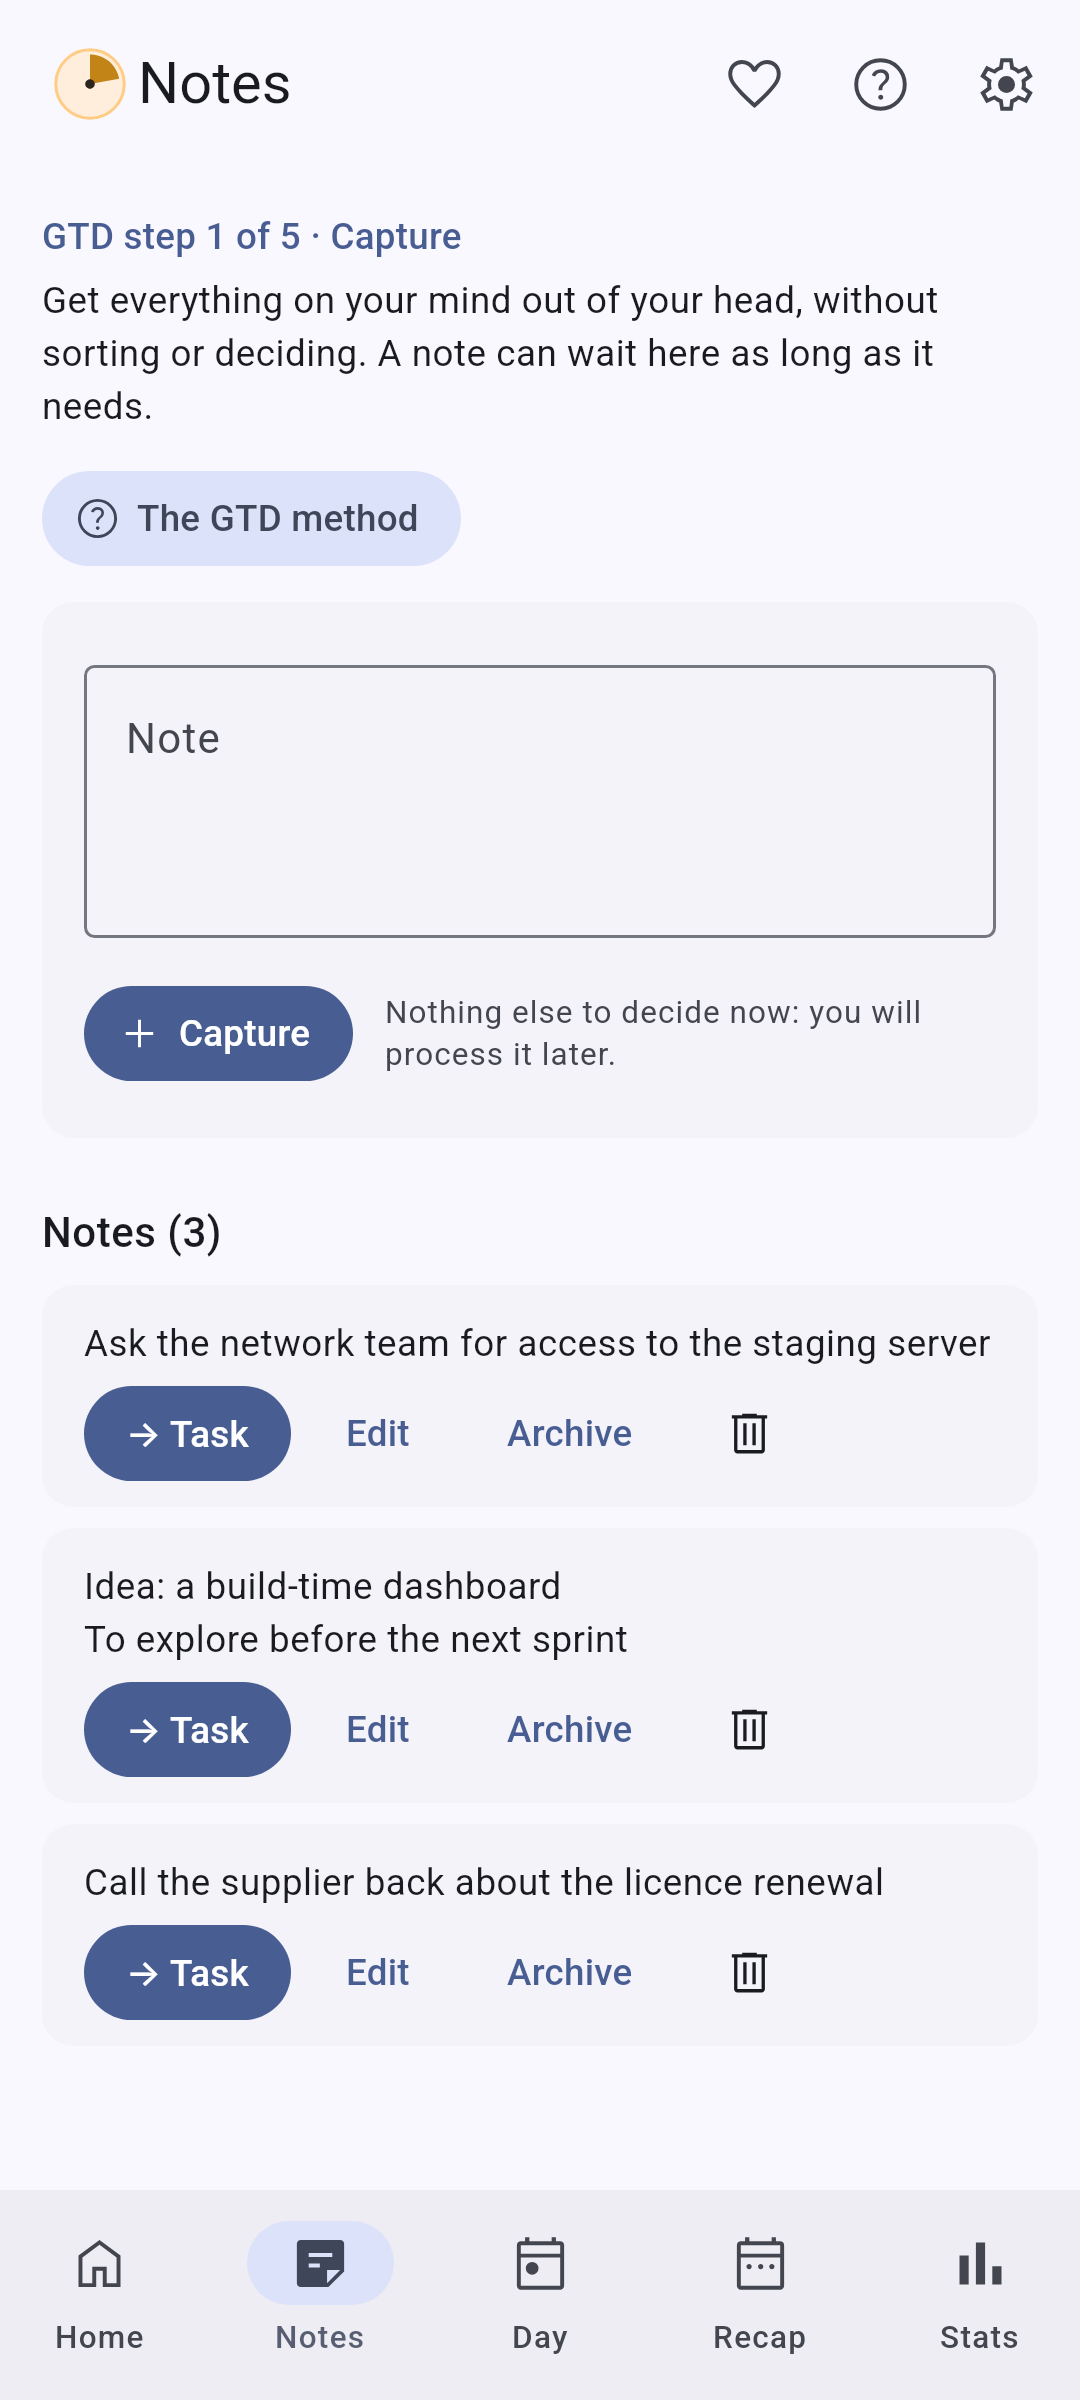 Notes
GTD step 1 of 5 · Capture
Get everything on your mind out of your head, without
sorting or deciding. A note can wait here as long as it
needs.
The GTD method
Note
Capture
Nothing else to decide now: you will
process it later.
Notes (3)
Ask the network team for access to the staging server
→ Task Edit Archive
Idea: a build-time dashboard
To explore before the next sprint
→ Task Edit Archive
Call the supplier back about the licence renewal
→ Task Edit Archive
Home Notes Day Recap Stats